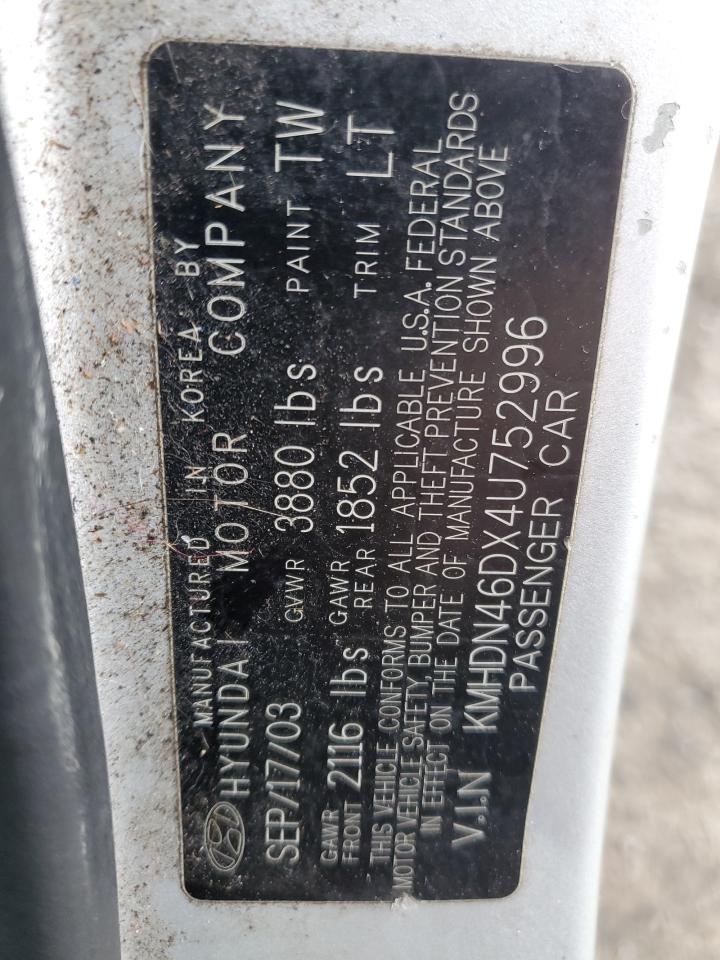 MANUFACTURED IN KOREA BY
HYUNDAI MOTOR COMPANY
SEP/17/03 GVWR 3880 lbs PAINT TW
GAWR FRONT 2116 lbs GAWR REAR 1852 lbs TRIM LT
THIS VEHICLE CONFORMS TO ALL APPLICABLE U.S.A. FEDERAL
MOTOR VEHICLE SAFETY, BUMPER AND THEFT PREVENTION STANDARDS
IN EFFECT ON THE DATE OF MANUFACTURE SHOWN ABOVE
V.I.N KMHDN46DX4U752996
PASSENGER CAR